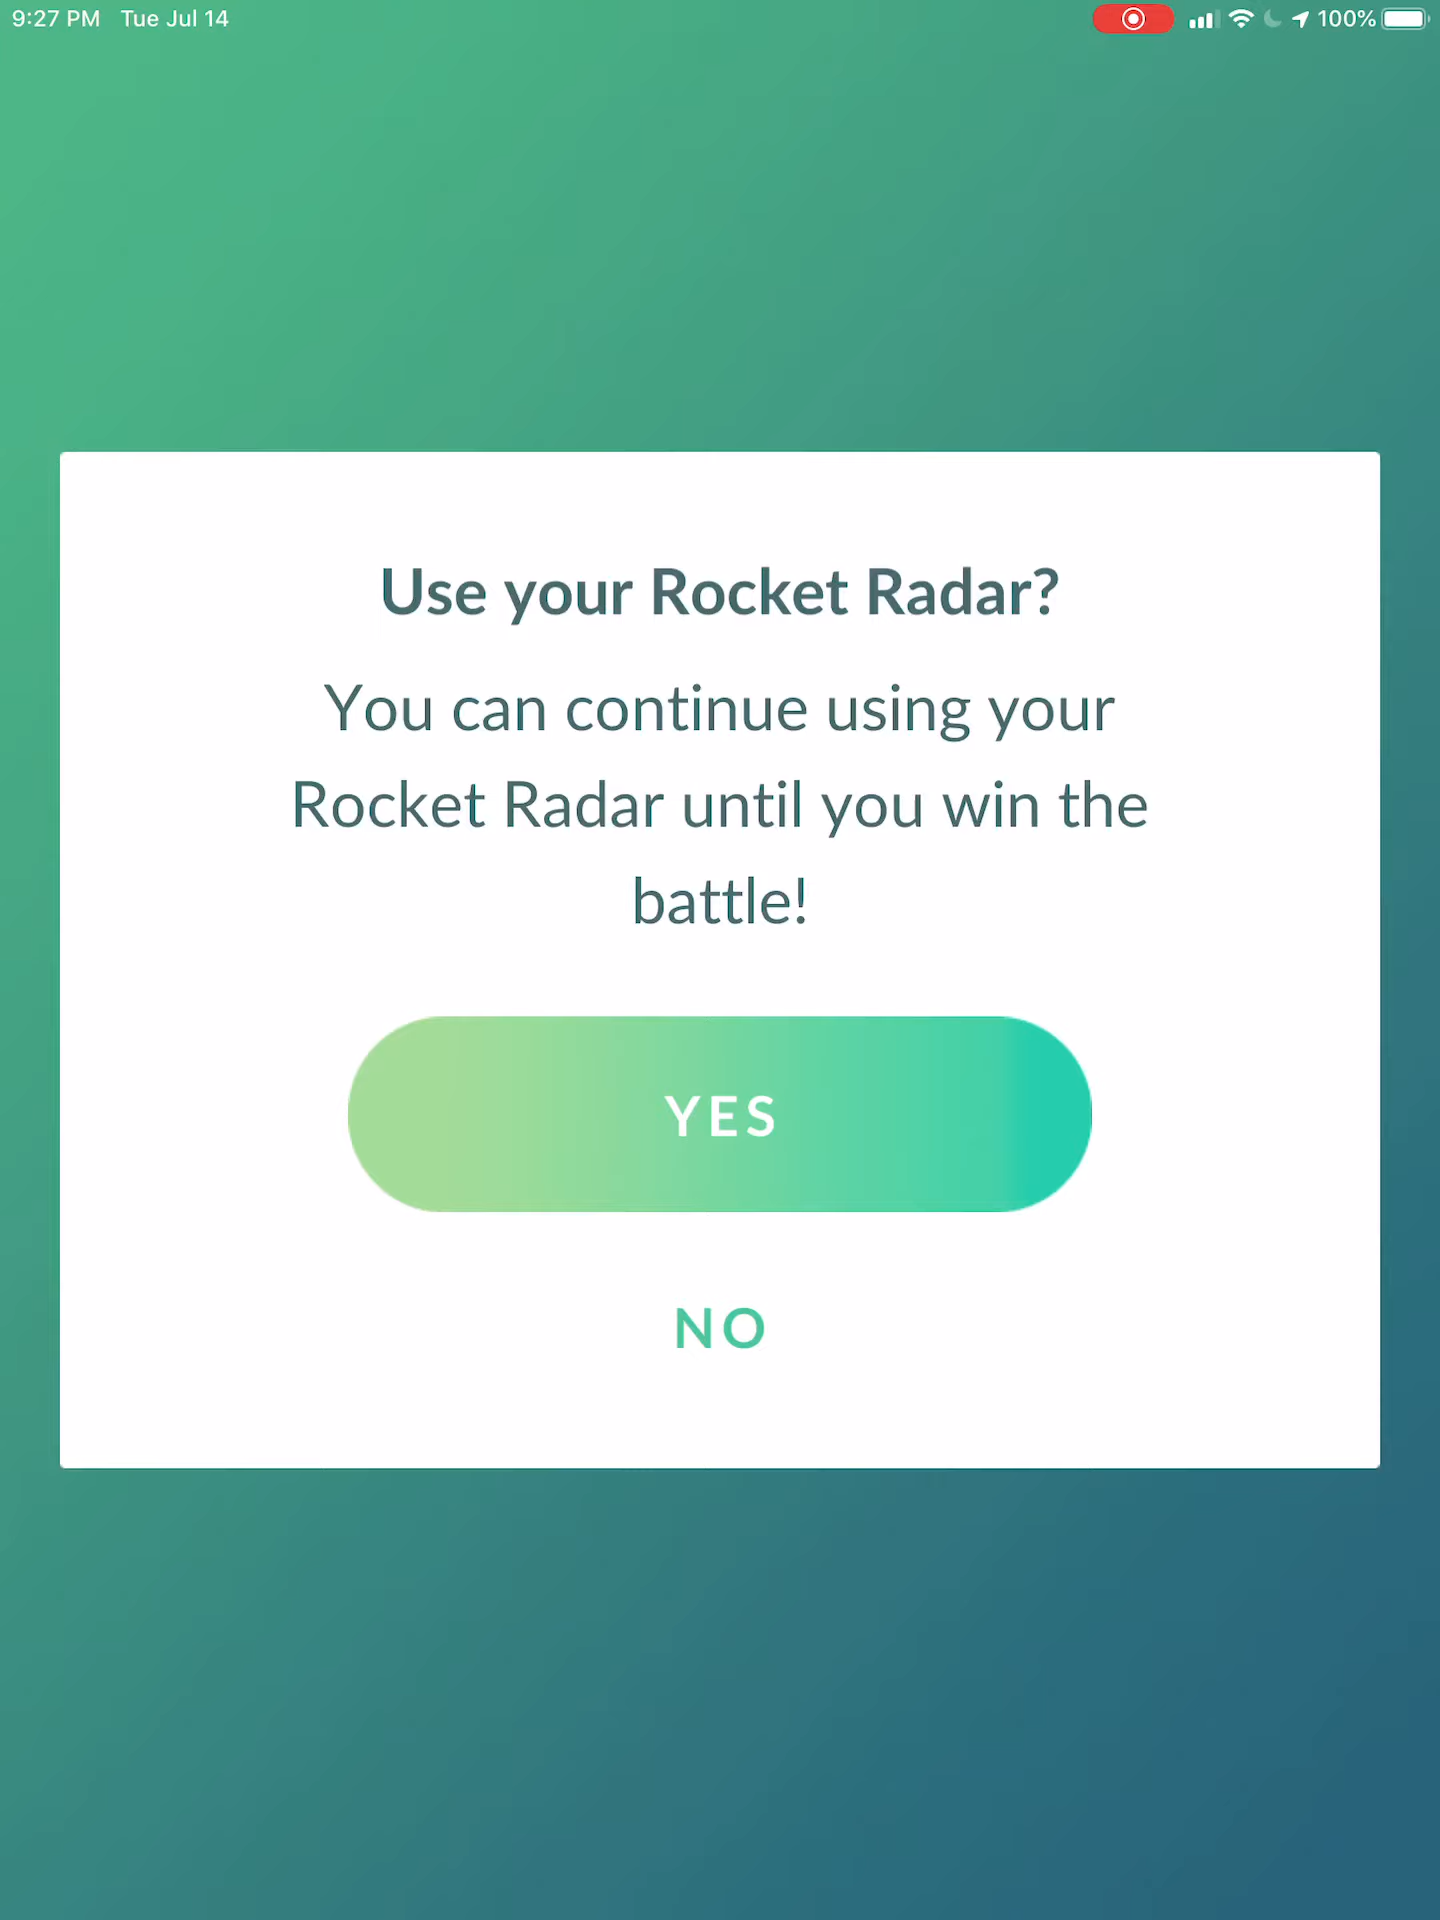 9:27 PM Tue Jul 14 100%
Use your Rocket Radar?
You can continue using your
Rocket Radar until you win the
battle!
YES
NO